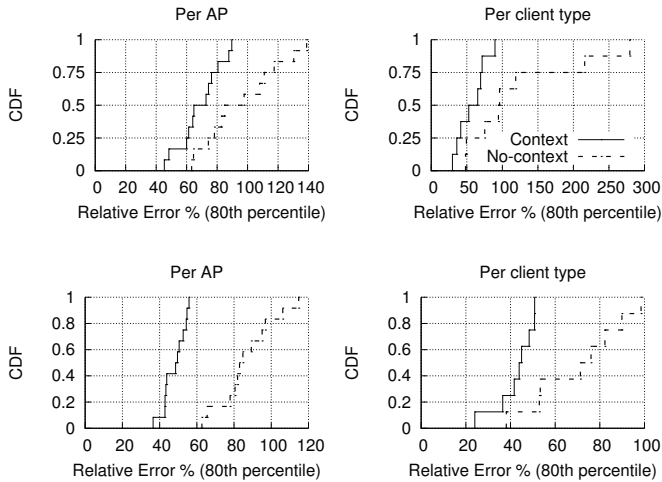 Per AP
1
0.75
0.5
0.25
0
CDF
0 20 40 60 80 100 120 140
Relative Error % (80th percentile)
Per client type
1
0.75
0.5
0.25
0
CDF
Context
No-context
0 50 100 150 200 250 300
Relative Error % (80th percentile)
Per AP
1
0.8
0.6
0.4
0.2
0
CDF
0 20 40 60 80 100 120
Relative Error % (80th percentile)
Per client type
1
0.8
0.6
0.4
0.2
0
CDF
0 20 40 60 80 100
Relative Error % (80th percentile)